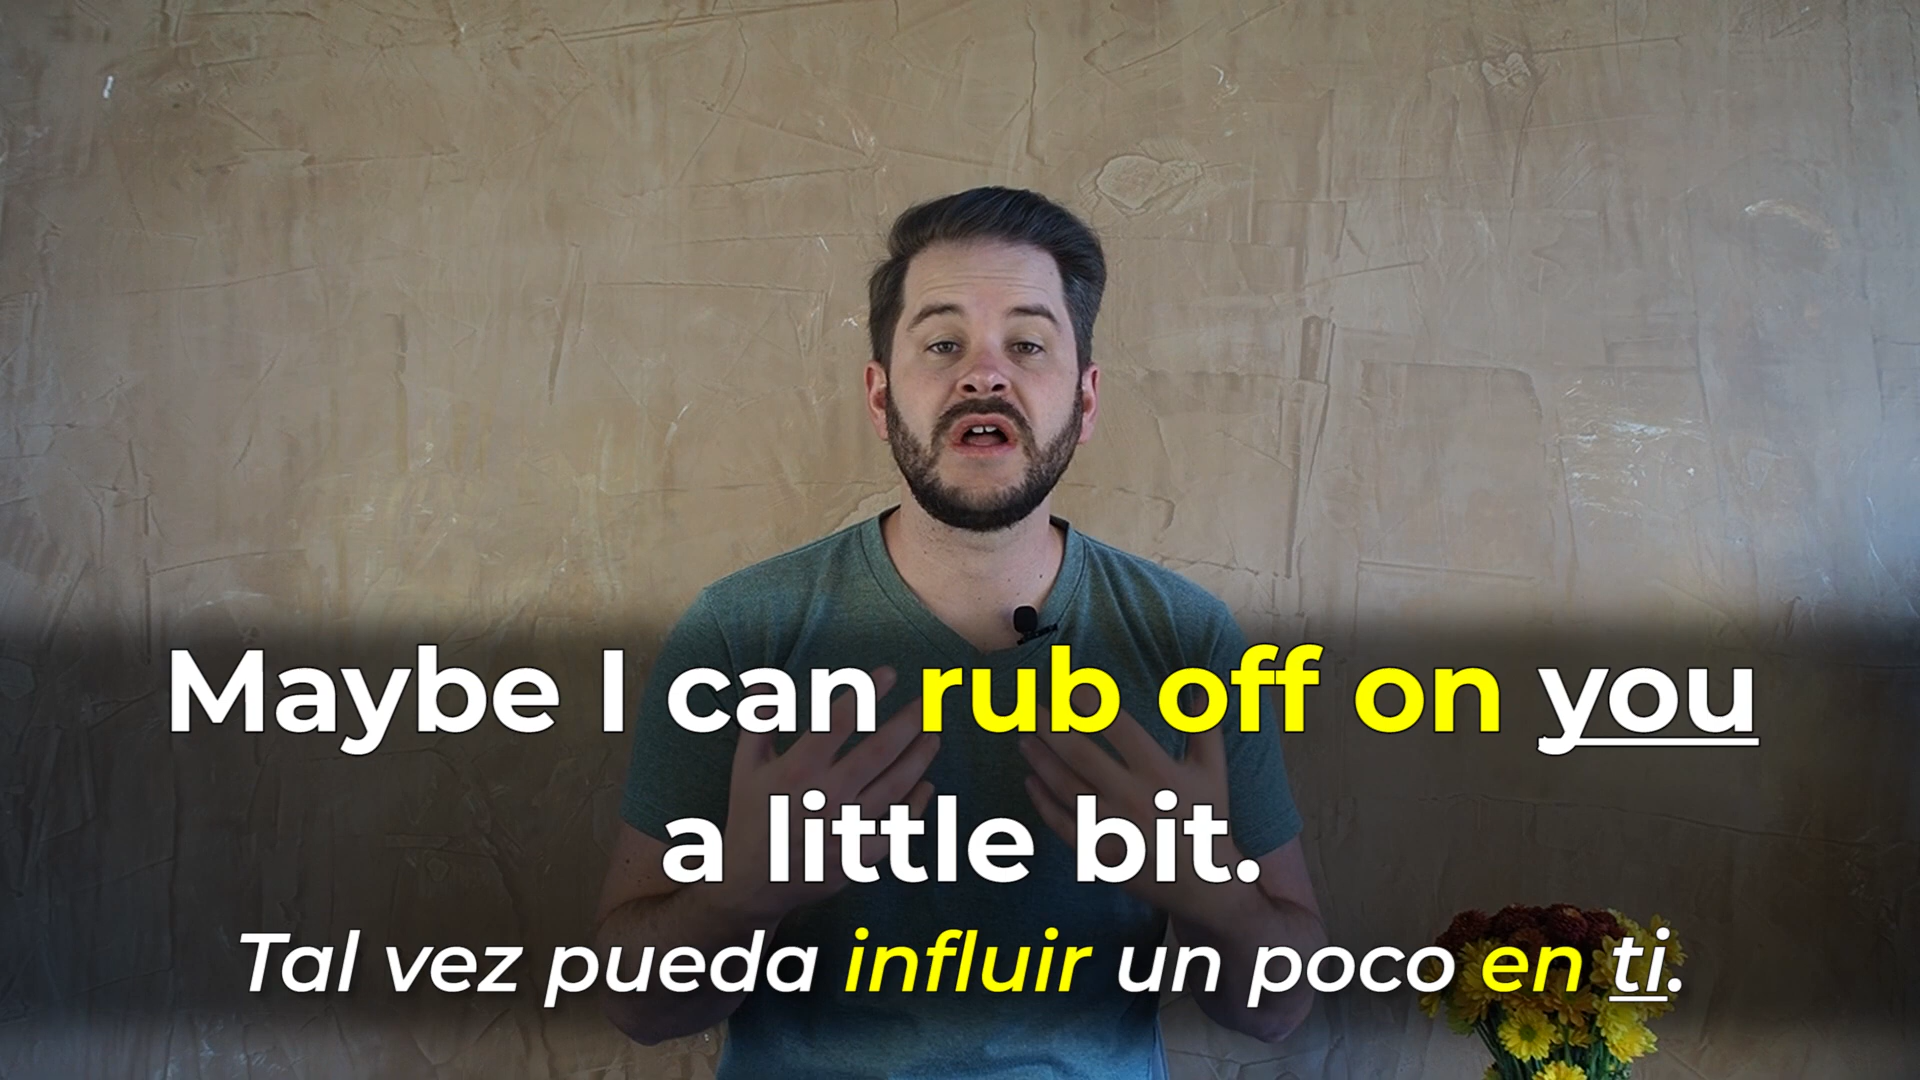 Maybe I can rub off on you
a little bit.
Tal vez pueda influir un poco en ti.